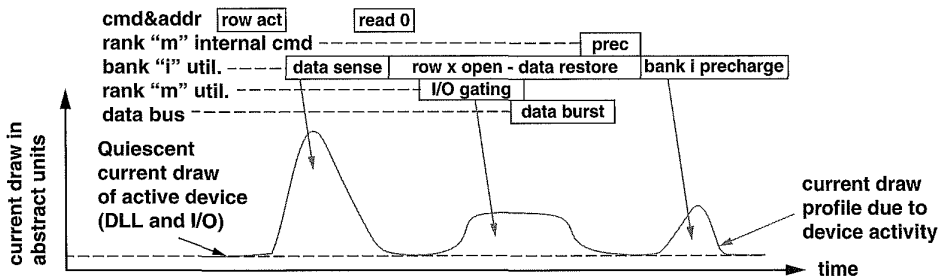 cmd&addr row act read 0
rank “m” internal cmd prec
bank “i” util. data sense row x open - data restore bank i precharge
rank “m” util. I/O gating
data bus data burst
current draw in
abstract units
Quiescent
current draw
of active device
(DLL and I/O)
current draw
profile due to
device activity
time